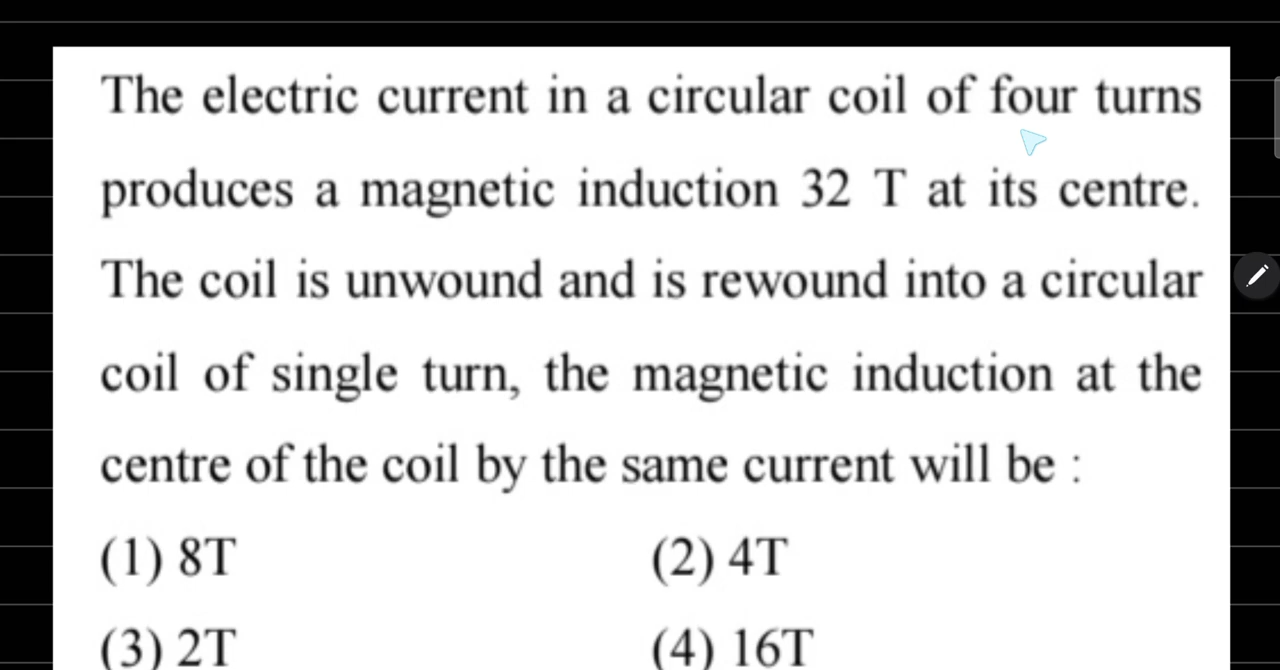 The electric current in a circular coil of four turns
produces a magnetic induction 32 T at its centre.
The coil is unwound and is rewound into a circular
coil of single turn, the magnetic induction at the
centre of the coil by the same current will be :
(1) 8T (2) 4T
(3) 2T (4) 16T